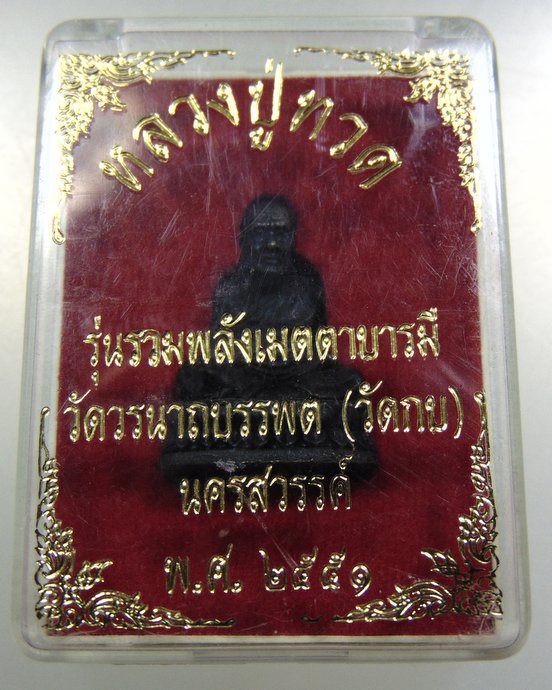 หลวงปู่ทวด
รุ่นรวมพลังเมตตาบารมี
วัดวรนาถบรรพต (วัดกบ)
นครสวรรค์
พ.ศ. ๒๕๕๑